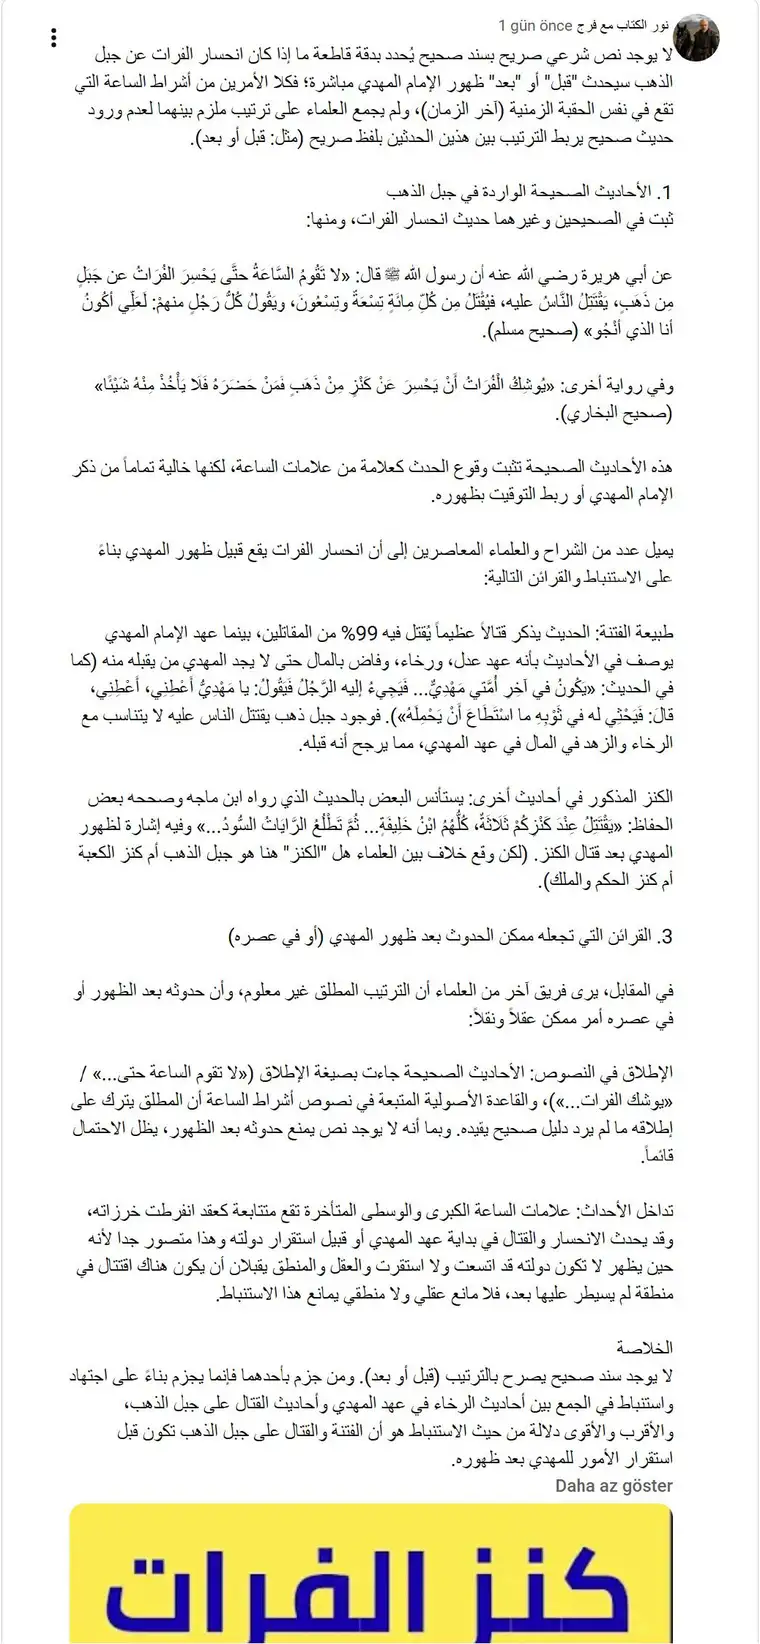 نور الكتاب مع فرج 1 gün önce
لا يوجد نص شرعي صريح بسند صحيح يُحدد بدقة قاطعة ما إذا كان انحسار الفرات عن جبل
الذهب سيحدث "قبل" أو "بعد" ظهور الإمام المهدي مباشرة؛ فكلا الأمرين من أشراط الساعة التي
تقع في نفس الحقبة الزمنية (آخر الزمان)، ولم يجمع العلماء على ترتيب ملزم بينهما لعدم ورود
حديث صحيح يربط الترتيب بين هذين الحدثين بلفظ صريح (مثل: قبل أو بعد).
1. الأحاديث الصحيحة الواردة في جبل الذهب
ثبت في الصحيحين وغيرهما حديث انحسار الفرات، ومنها:
عن أبي هريرة رضي الله عنه أن رسول الله ﷺ قال: «لا تَقُومُ السَّاعَةُ حتَّى يَحْسِرَ الفُرَاتُ عن جَبَلٍ
مِن ذَهَبٍ، يَقْتَتِلُ النَّاسُ عليه، فيُقْتَلُ مِن كُلِّ مِائَةٍ تِسْعَةٌ وتِسْعُونَ، ويَقُولُ كُلُّ رَجُلٍ منهمْ: لَعَلِّي أكُونُ
أنا الذي أنْجُو» (صحيح مسلم).
وفي رواية أخرى: «يُوشِكُ الْفُرَاتُ أَنْ يَحْسِرَ عَنْ كَنْزٍ مِنْ ذَهَبٍ فَمَنْ حَضَرَهُ فَلَا يَأْخُذْ مِنْهُ شَيْئًا»
(صحيح البخاري).
هذه الأحاديث الصحيحة تثبت وقوع الحدث كعلامة من علامات الساعة، لكنها خالية تماماً من ذكر
الإمام المهدي أو ربط التوقيت بظهوره.
يميل عدد من الشراح والعلماء المعاصرين إلى أن انحسار الفرات يقع قبيل ظهور المهدي بناءً
على الاستنباط والقرائن التالية:
طبيعة الفتنة: الحديث يذكر قتالاً عظيماً يُقتل فيه 99% من المقاتلين، بينما عهد الإمام المهدي
يوصف في الأحاديث بأنه عهد عدل، ورخاء، وفاض بالمال حتى لا يجد المهدي من يقبله منه (كما
في الحديث: «يَكُونُ في آخِرِ أُمَّتي مَهْدِيٌّ... فَيَجِيءُ إليه الرَّجُلُ فَيَقُولُ: يا مَهْدِيُّ أَعْطِنِي، أَعْطِنِي،
قالَ: فَيَحْثِي له في ثَوْبِهِ ما اسْتَطَاعَ أَنْ يَحْمِلَهُ»). فوجود جبل ذهب يقتتل الناس عليه لا يتناسب مع
الرخاء والزهد في المال في عهد المهدي، مما يرجح أنه قبله.
الكنز المذكور في أحاديث أخرى: يستأنس البعض بالحديث الذي رواه ابن ماجه وصححه بعض
الحفاظ: «يَقْتَتِلُ عِنْدَ كَنْزِكُمْ ثَلَاثَةٌ، كُلُّهُمُ ابْنُ خَلِيفَةٍ... ثُمَّ تَطْلُعُ الرَّايَاتُ السُّودُ...» وفيه إشارة لظهور
المهدي بعد قتال الكنز. (لكن وقع خلاف بين العلماء هل "الكنز" هنا هو جبل الذهب أم كنز الكعبة
أم كنز الحكم والملك).
3. القرائن التي تجعله ممكن الحدوث بعد ظهور المهدي (أو في عصره)
في المقابل، يرى فريق آخر من العلماء أن الترتيب المطلق غير معلوم، وأن حدوثه بعد الظهور أو
في عصره أمر ممكن عقلاً ونقلاً:
الإطلاق في النصوص: الأحاديث الصحيحة جاءت بصيغة الإطلاق («لا تقوم الساعة حتى...» /
«يوشك الفرات...»)، والقاعدة الأصولية المتبعة في نصوص أشراط الساعة أن المطلق يترك على
إطلاقه ما لم يرد دليل صحيح يقيده. وبما أنه لا يوجد نص يمنع حدوثه بعد الظهور، يظل الاحتمال
قائماً.
تداخل الأحداث: علامات الساعة الكبرى والوسطى المتأخرة تقع متتابعة كعقد انفرطت خرزاته،
وقد يحدث الانحسار والقتال في بداية عهد المهدي أو قبيل استقرار دولته وهذا متصور جدا لأنه
حين يظهر لا تكون دولته قد اتسعت ولا استقرت والعقل والمنطق يقبلان أن يكون هناك اقتتال في
منطقة لم يسيطر عليها بعد، فلا مانع عقلي ولا منطقي يمانع هذا الاستنباط.
الخلاصة
لا يوجد سند صحيح يصرح بالترتيب (قبل أو بعد). ومن جزم بأحدهما فإنما يجزم بناءً على اجتهاد
واستنباط في الجمع بين أحاديث الرخاء في عهد المهدي وأحاديث القتال على جبل الذهب،
والأقرب والأقوى دلالة من حيث الاستنباط هو أن الفتنة والقتال على جبل الذهب تكون قبل
استقرار الأمور للمهدي بعد ظهوره.
Daha az göster
كنز الفرات